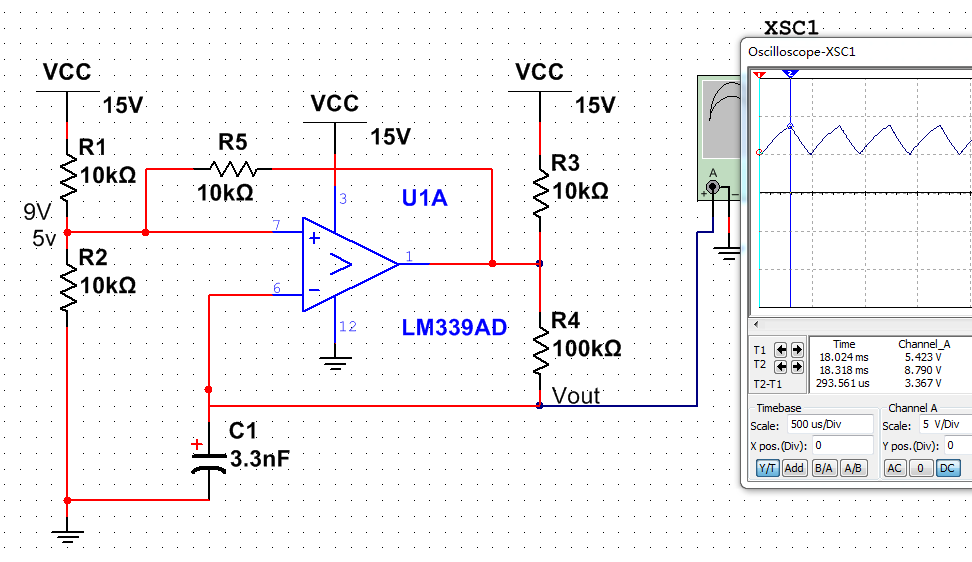 XSC1
Oscilloscope-XSC1
VCC
15V
VCC
15V
VCC
15V
R1
10kΩ
R5
10kΩ
R3
10kΩ
9V
5v
R2
10kΩ
U1A
3
7
6
1
12
+
−
LM339AD
R4
100kΩ
Vout
C1
+
3.3nF
A
+ −
1
2
T1
T2
T2-T1
Time Channel_A
18.024 ms 5.423 V
18.318 ms 8.790 V
293.561 us 3.367 V
Timebase
Scale: 500 us/Div
X pos.(Div): 0
Y/T Add B/A A/B
Channel A
Scale: 5 V/Div
Y pos.(Div): 0
AC 0 DC